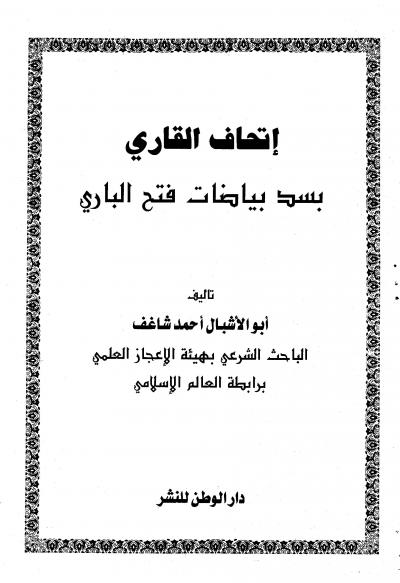 إتحاف القاري
بسد بياضات فتح الباري
تاليف
أبو الأشبال أحمد شاغف
الباحث الشرعي بهيئة الإعجاز العلمي
برابطة العالم الإسلامي
دار الوطن للنشر